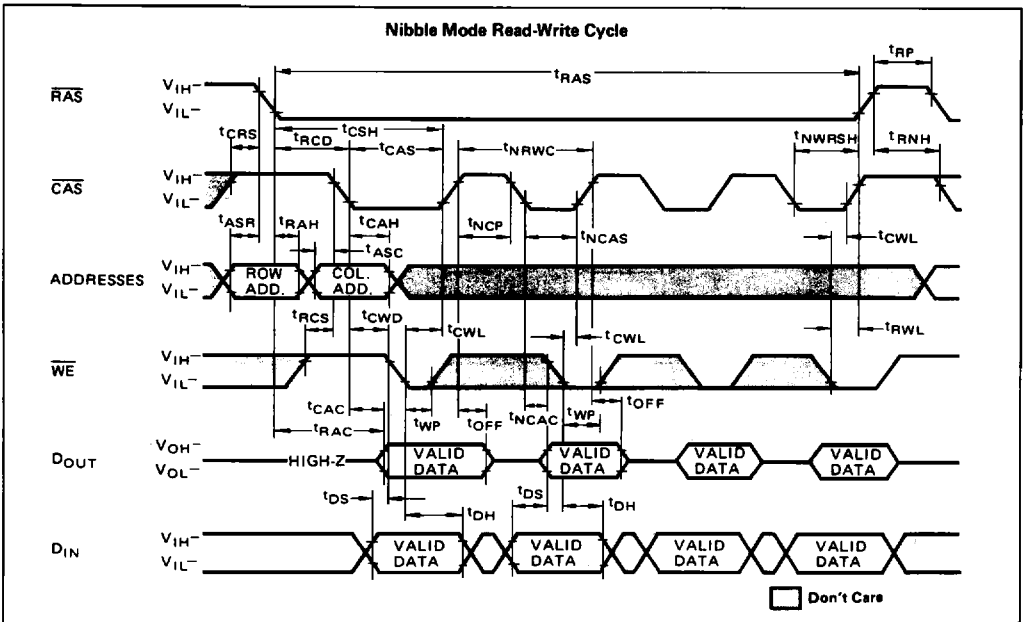 Nibble Mode Read-Write Cycle
tRP
tRAS
RAS
VIH–
VIL–
tCRS
tCSH
tRCD
tCAS
tNRWC
tNWRSH
tRNH
CAS
VIH–
VIL–
tASR
tRAH
tCAH
tASC
tNCP
tNCAS
tCWL
ADDRESSES
VIH–
VIL–
ROW ADD.
COL. ADD.
tRCS
tCWD
tCWL
tCWL
tRWL
WE
VIH–
VIL–
tCAC
tRAC
tWP
tOFF
tNCAC
tWP
tOFF
DOUT
VOH–
VOL–
HIGH-Z
VALID DATA
VALID DATA
VALID DATA
VALID DATA
tDS
tDH
tDS
tDH
DIN
VIH–
VIL–
VALID DATA
VALID DATA
VALID DATA
VALID DATA
Don't Care